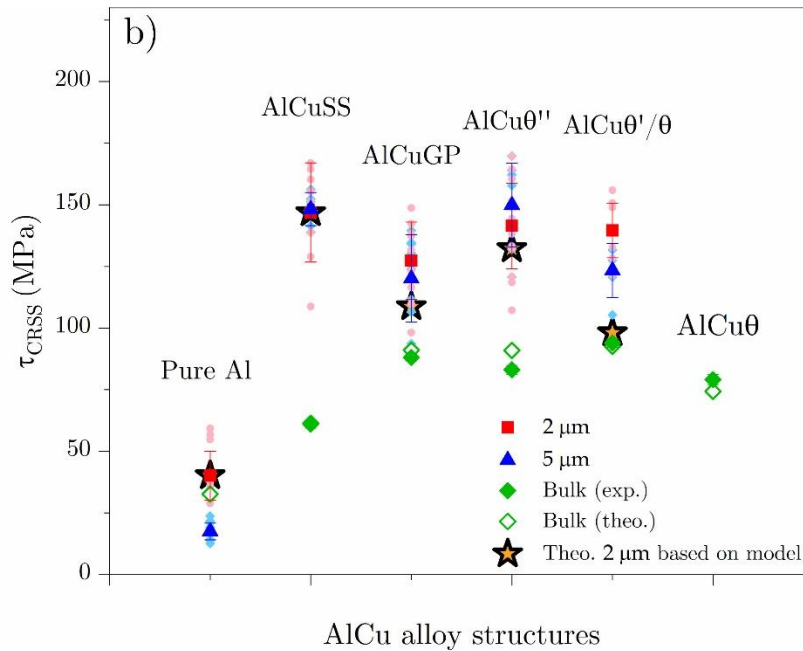 b)
AlCuSS
AlCuGP
AlCuθ''
AlCuθ'/θ
AlCuθ
Pure Al
200
150
100
50
0
τCRSS (MPa)
2 μm
5 μm
Bulk (exp.)
Bulk (theo.)
Theo. 2 μm based on model
AlCu alloy structures